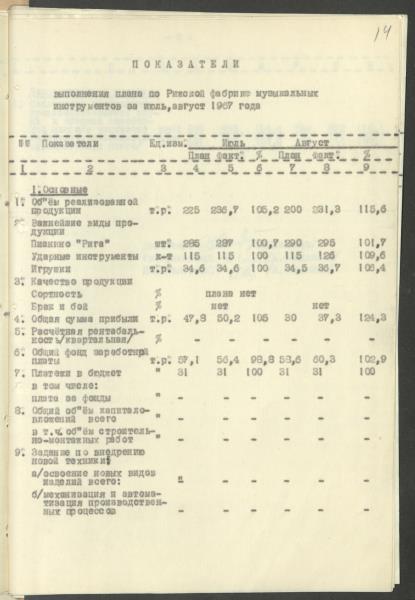 14
ПОКАЗАТЕЛИ
выполнения плана по Рижской фабрике музыкальных
инструментов за июль, август 1967 года
№№ Показатели Ед.изм. Июль Август
План Факт. % План Факт. %
1 2 3 4 5 6 7 8 9
I. Основные
1. Об"ём реализованной
продукции т.р. 225 236,7 105,2 200 231,3 115,6
2. Важнейшие виды про-
дукции
Пианино "Рига" шт. 285 287 100,7 290 295 101,7
Ударные инструменты к-т 115 115 100 115 126 109,6
Игрушки т.р. 34,6 34,6 100 34,5 36,7 106,4
3. Качество продукции
Сортность % плана нет
Брак и бой % нет нет
4. Общая сумма прибыли т.р. 47,8 50,2 105 30 37,3 124,3
5. Расчётная рентабель-
ность/квартальная/ % - - - - - -
6. Общий фонд заработной
платы т.р. 57,1 56,4 98,8 58,6 60,3 102,9
7. Платежи в бюджет " 31 31 100 31 31 100
в том числе:
плата за фонды " - - - - - -
8. Общий об"ём капитало-
вложений всего " - - - - - -
в т.ч. об"ём строитель-
но-монтажных работ " - - - - - -
9. Задание по внедрению
новой техники:
а/освоение новых видов
изделий всего: " - - - - - -
б/механизация и автома-
тизация производствен-
ных процессов - - - - - -